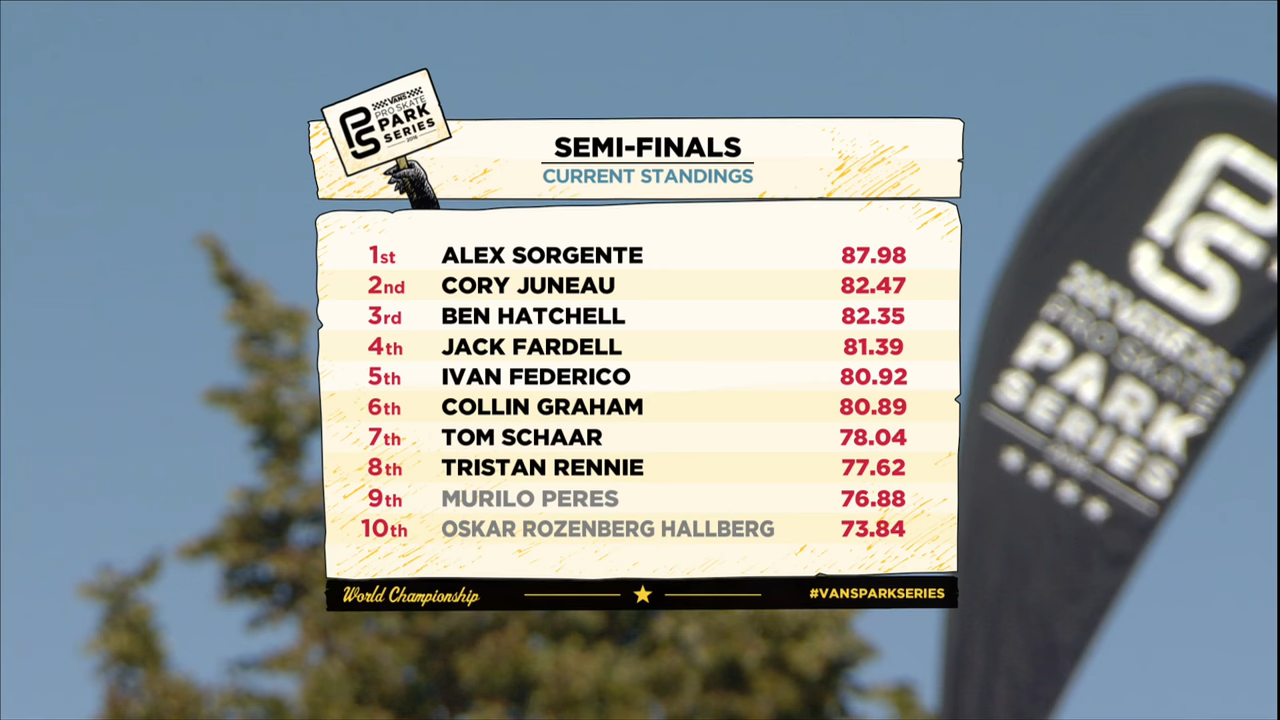 VANS
PRO SKATE
PARK
SERIES
2016
SEMI-FINALS
CURRENT STANDINGS
1st ALEX SORGENTE 87.98
2nd CORY JUNEAU 82.47
3rd BEN HATCHELL 82.35
4th JACK FARDELL 81.39
5th IVAN FEDERICO 80.92
6th COLLIN GRAHAM 80.89
7th TOM SCHAAR 78.04
8th TRISTAN RENNIE 77.62
9th MURILO PERES 76.88
10th OSKAR ROZENBERG HALLBERG 73.84
World Championship #VANSPARKSERIES
PS
VANS
PRO SKATE
PARK
SERIES